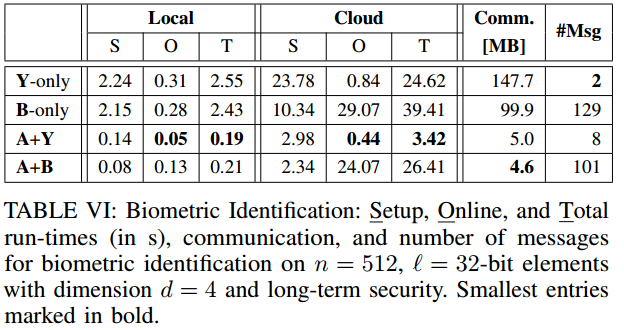 Local Cloud Comm. [MB] #Msg
S O T S O T
Y-only 2.24 0.31 2.55 23.78 0.84 24.62 147.7 2
B-only 2.15 0.28 2.43 10.34 29.07 39.41 99.9 129
A+Y 0.14 0.05 0.19 2.98 0.44 3.42 5.0 8
A+B 0.08 0.13 0.21 2.34 24.07 26.41 4.6 101
TABLE VI: Biometric Identification: Setup, Online, and Total
run-times (in s), communication, and number of messages
for biometric identification on n = 512, ℓ = 32-bit elements
with dimension d = 4 and long-term security. Smallest entries
marked in bold.